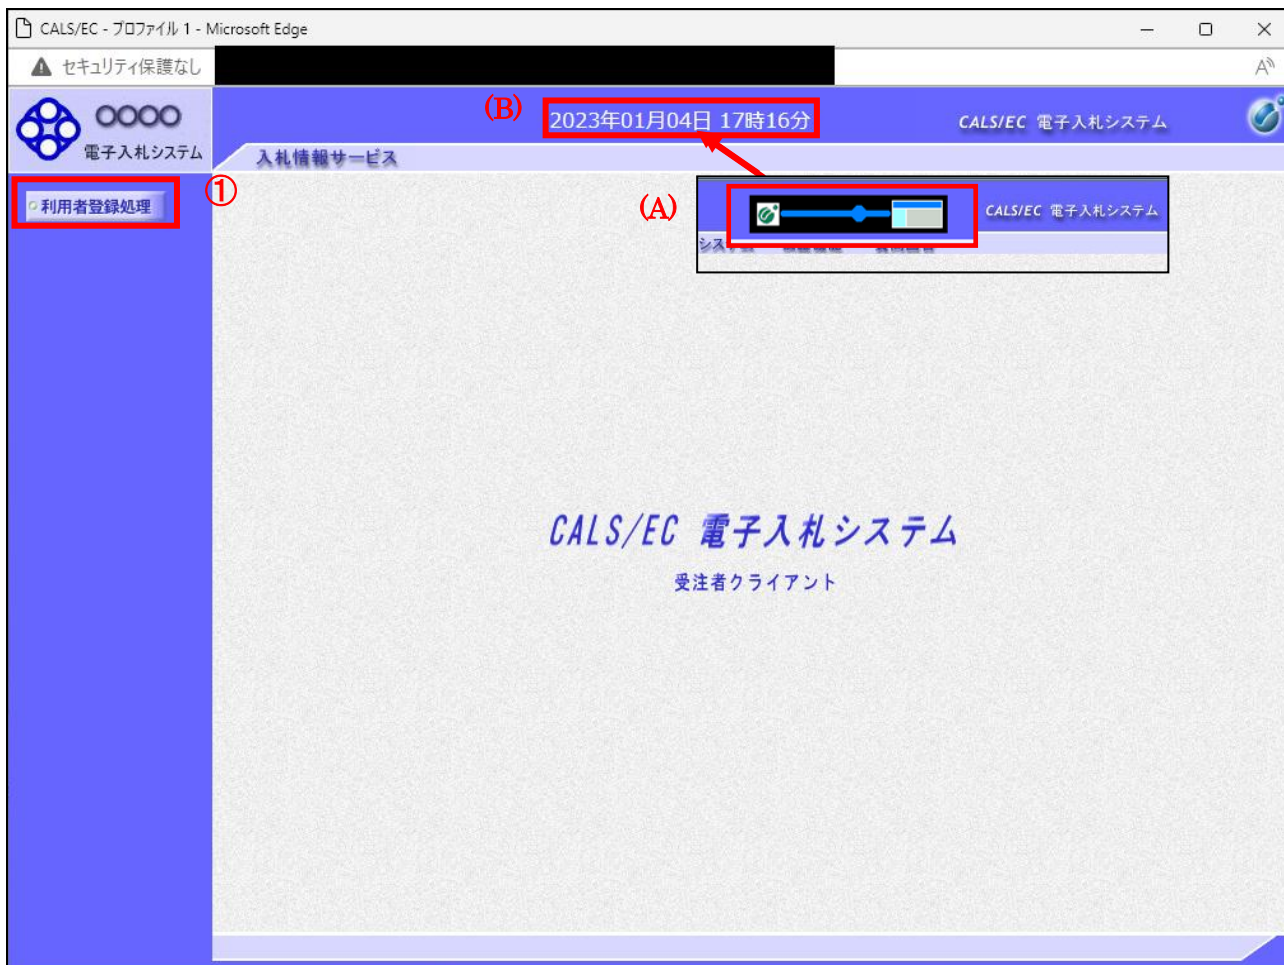 CALS/EC - プロファイル 1 - Microsoft Edge
セキュリティ保護なし
A
OOOO
電子入札システム
(B)
2023年01月04日 17時16分
CALS/EC 電子入札システム
入札情報サービス
利用者登録処理
①
(A)
CALS/EC 電子入札システム
CALS/EC 電子入札システム
受注者クライアント